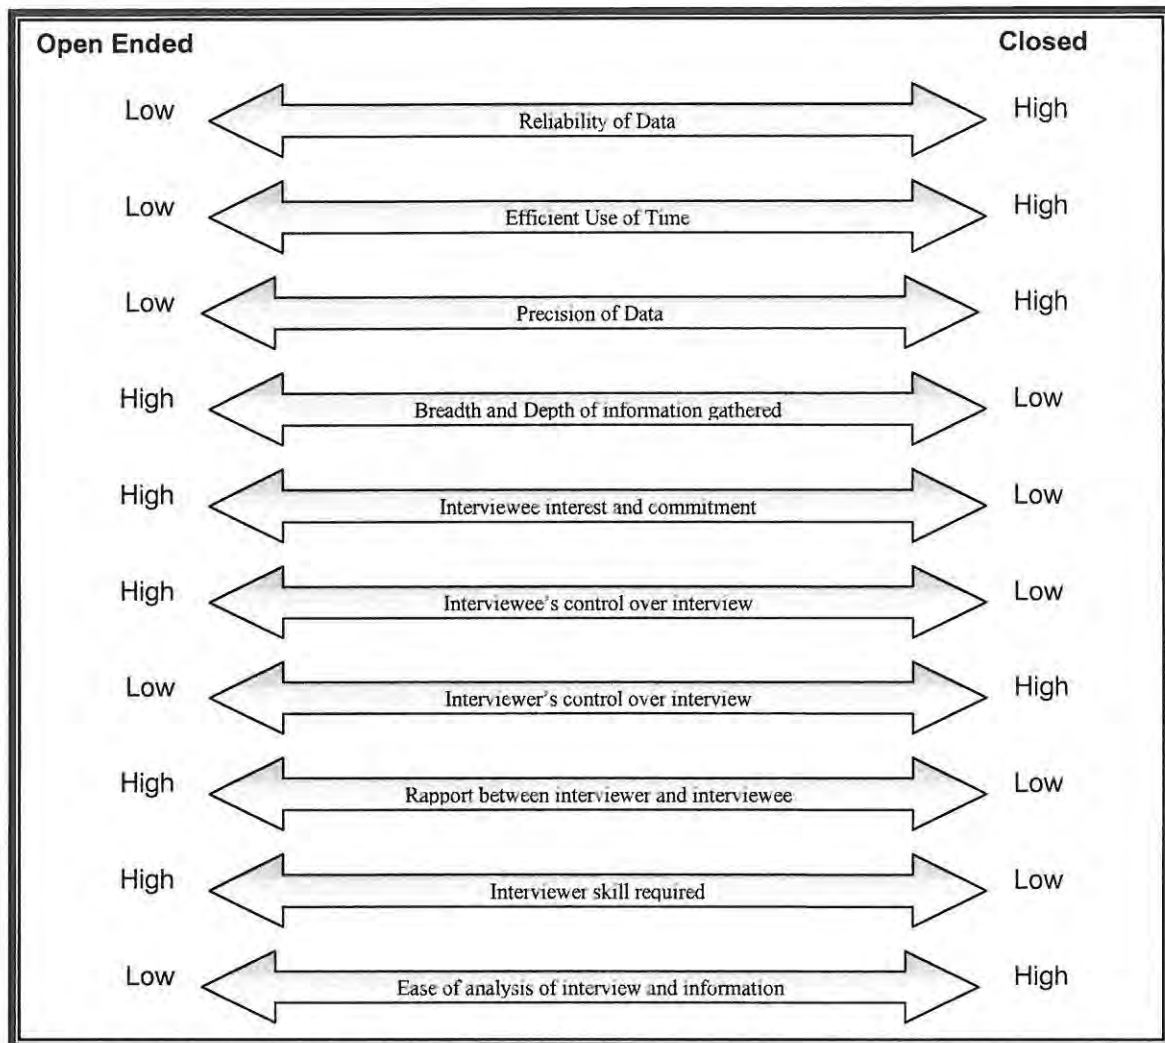 Open Ended Closed
Low Reliability of Data High
Low Efficient Use of Time High
Low Precision of Data High
High Breadth and Depth of information gathered Low
High Interviewee interest and commitment Low
High Interviewee's control over interview Low
Low Interviewer's control over interview High
High Rapport between interviewer and interviewee Low
High Interviewer skill required Low
Low Ease of analysis of interview and information High